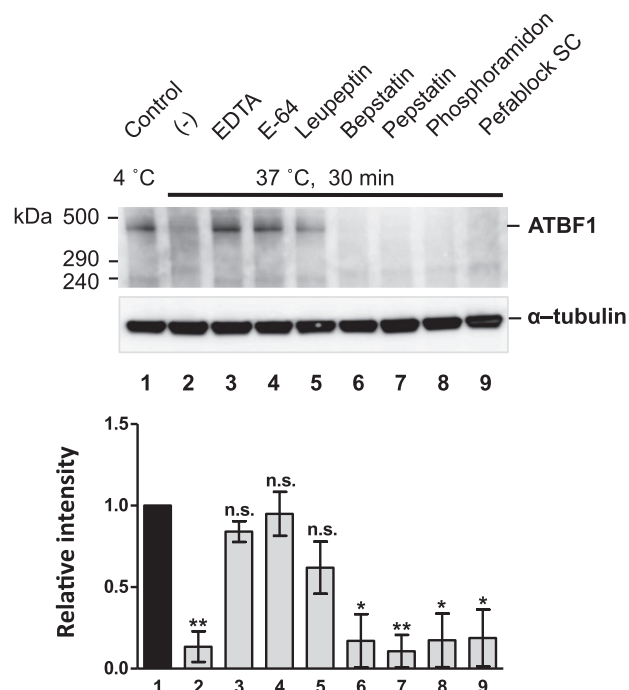 Control
(-)
EDTA
E-64
Leupeptin
Bepstatin
Pepstatin
Phosphoramidon
Pefablock SC
4 ˚C
37 ˚C, 30 min
kDa 500
290
240
ATBF1
α–tubulin
1 2 3 4 5 6 7 8 9
Relative intensity
1.5
1.0
0.5
0.0
**
n.s.
n.s.
n.s.
*
**
*
*
1 2 3 4 5 6 7 8 9